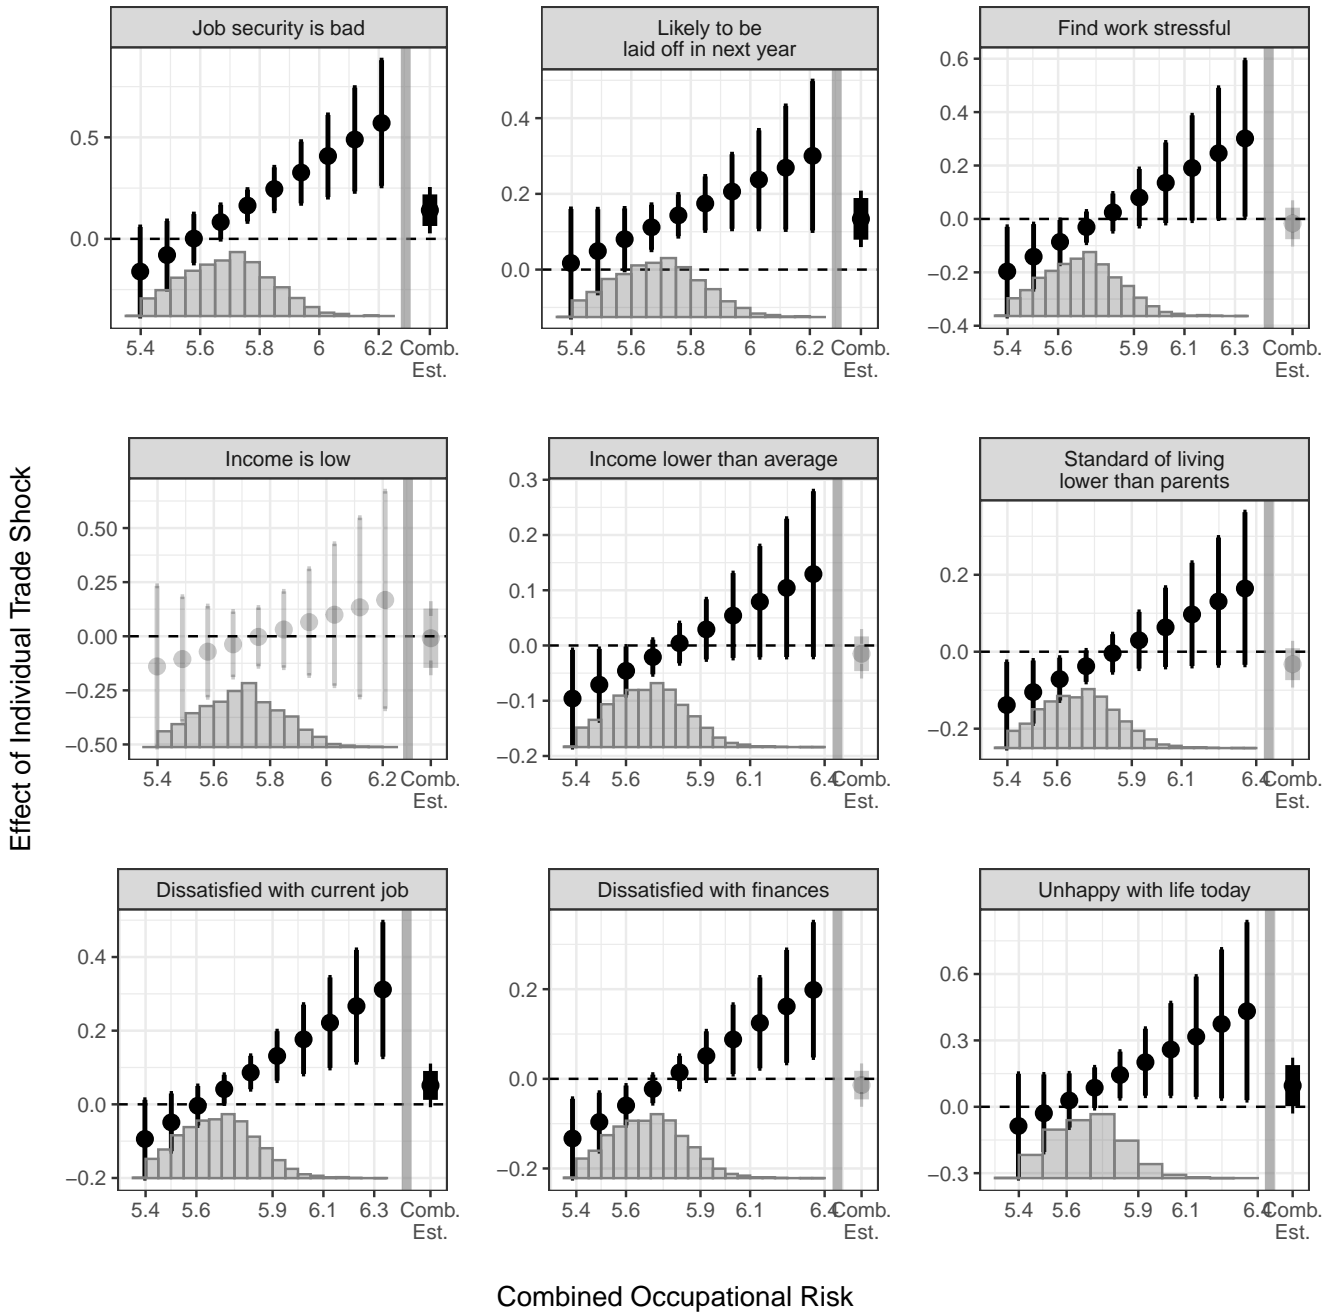 Job security is bad
0.5
0.0
5.4 5.6 5.8 6 6.2 Comb.
Est.
Likely to be
laid off in next year
0.4
0.2
0.0
5.4 5.6 5.8 6 6.2 Comb.
Est.
Find work stressful
0.6
0.4
0.2
0.0
−0.2
−0.4
5.4 5.6 5.9 6.1 6.3 Comb.
Est.
Effect of Individual Trade Shock
Income is low
0.50
0.25
0.00
−0.25
−0.50
5.4 5.6 5.8 6 6.2 Comb.
Est.
Income lower than average
0.3
0.2
0.1
0.0
−0.1
−0.2
5.4 5.6 5.9 6.1 6.4 Comb.
Est.
Standard of living
lower than parents
0.2
0.0
−0.2
5.4 5.6 5.9 6.1 6.4 Comb.
Est.
Dissatisfied with current job
0.4
0.2
0.0
−0.2
5.4 5.6 5.9 6.1 6.3 Comb.
Est.
Dissatisfied with finances
0.2
0.0
−0.2
5.4 5.6 5.9 6.1 6.4 Comb.
Est.
Unhappy with life today
0.6
0.3
0.0
−0.3
5.4 5.6 5.9 6.1 6.4 Comb.
Est.
Combined Occupational Risk